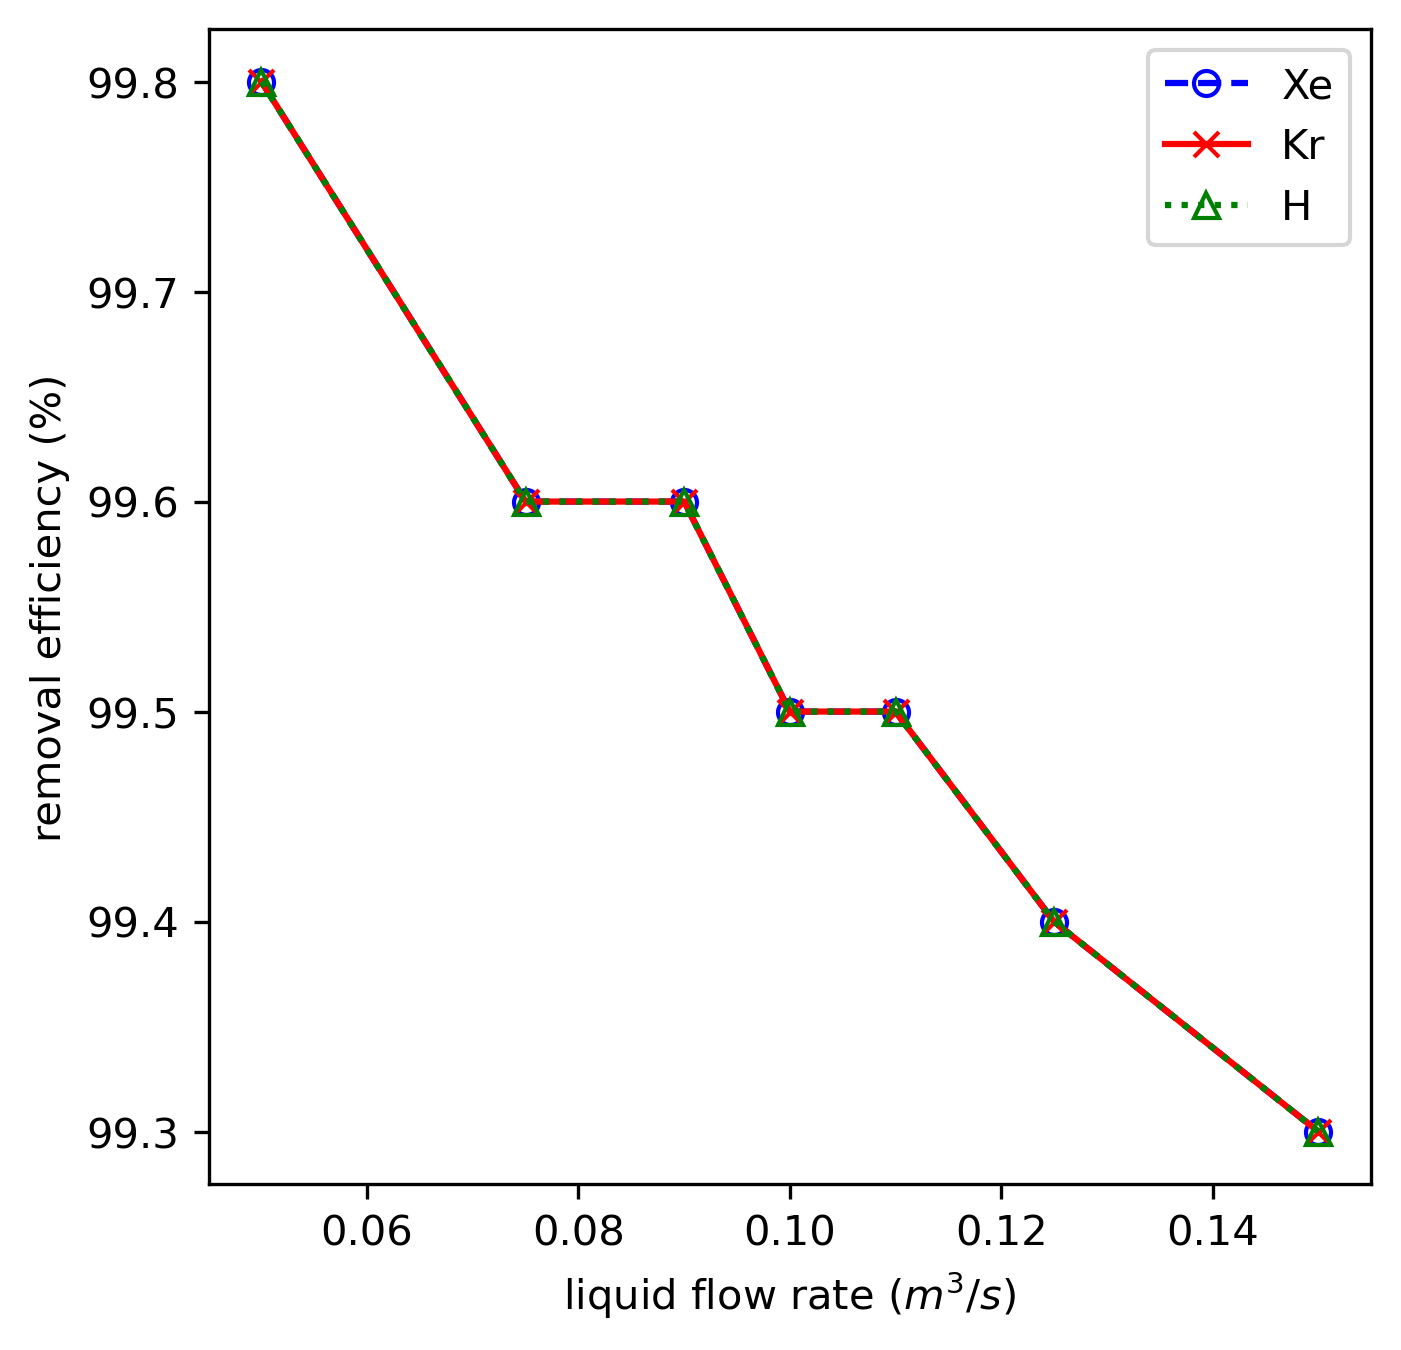 99.8
99.7
99.6
99.5
99.4
99.3
removal efficiency (%)
0.06 0.08 0.10 0.12 0.14
liquid flow rate (m³/s)
Xe
Kr
H